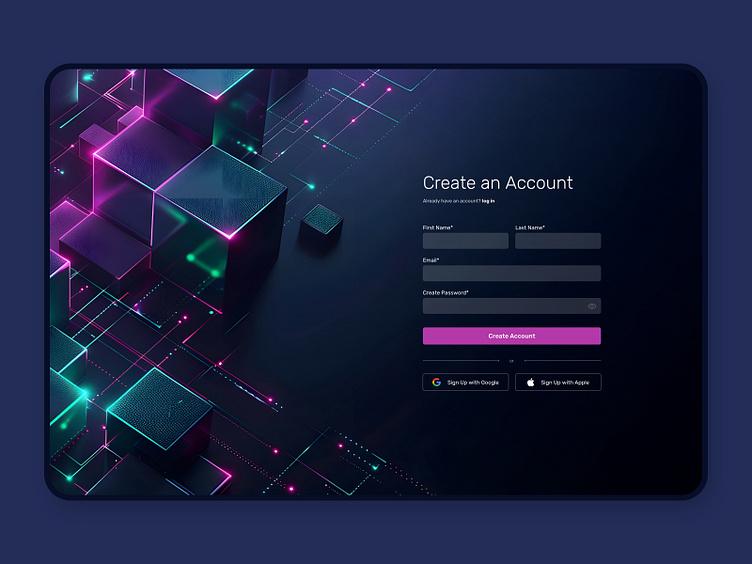 Create an Account
Already have an account? log in
First Name* Last Name*
Email*
Create Password*
Create Account
or
Sign Up with Google Sign Up with Apple